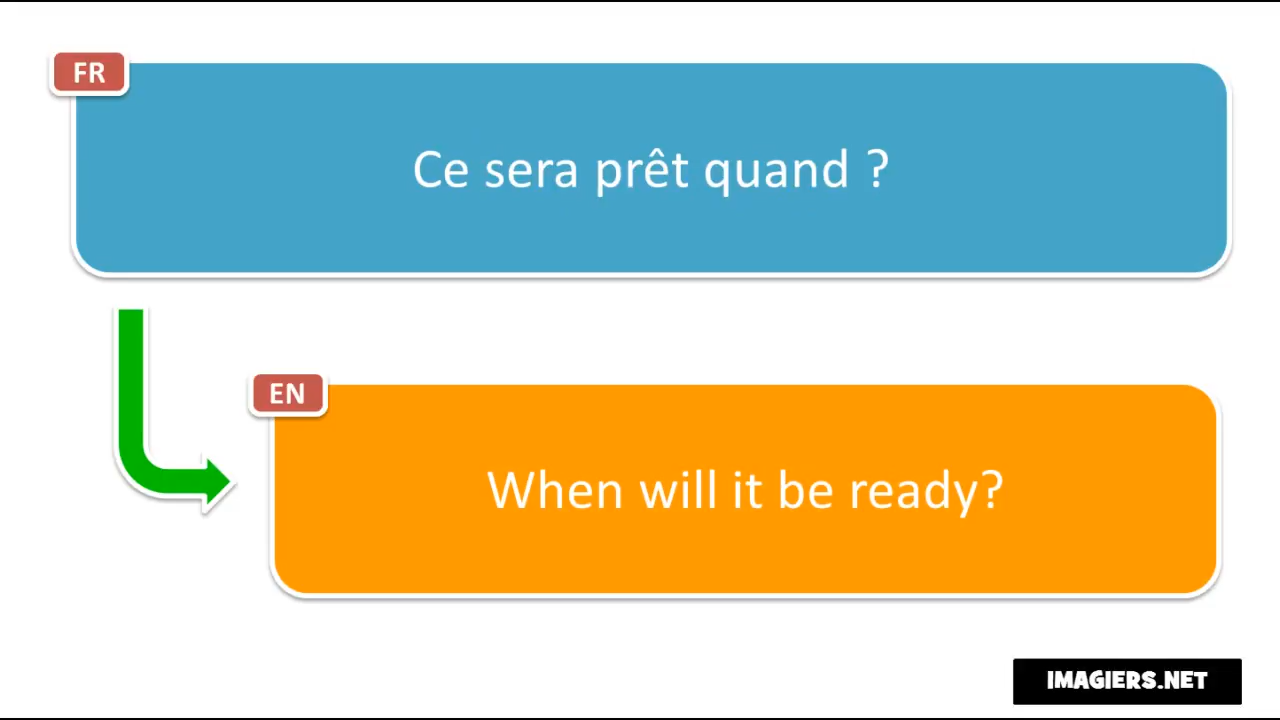 FR
Ce sera prêt quand ?
EN
When will it be ready?
IMAGIERS.NET